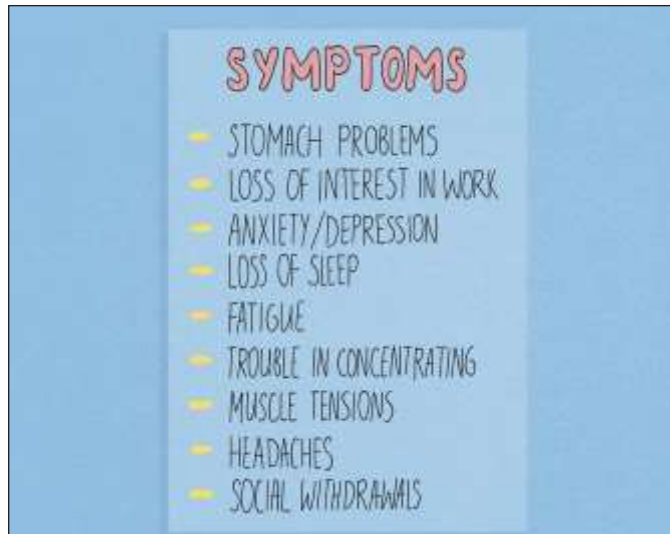 SYMPTOMS
STOMACH PROBLEMS
LOSS OF INTEREST IN WORK
ANXIETY/DEPRESSION
LOSS OF SLEEP
FATIGUE
TROUBLE IN CONCENTRATING
MUSCLE TENSIONS
HEADACHES
SOCIAL WITHDRAWALS